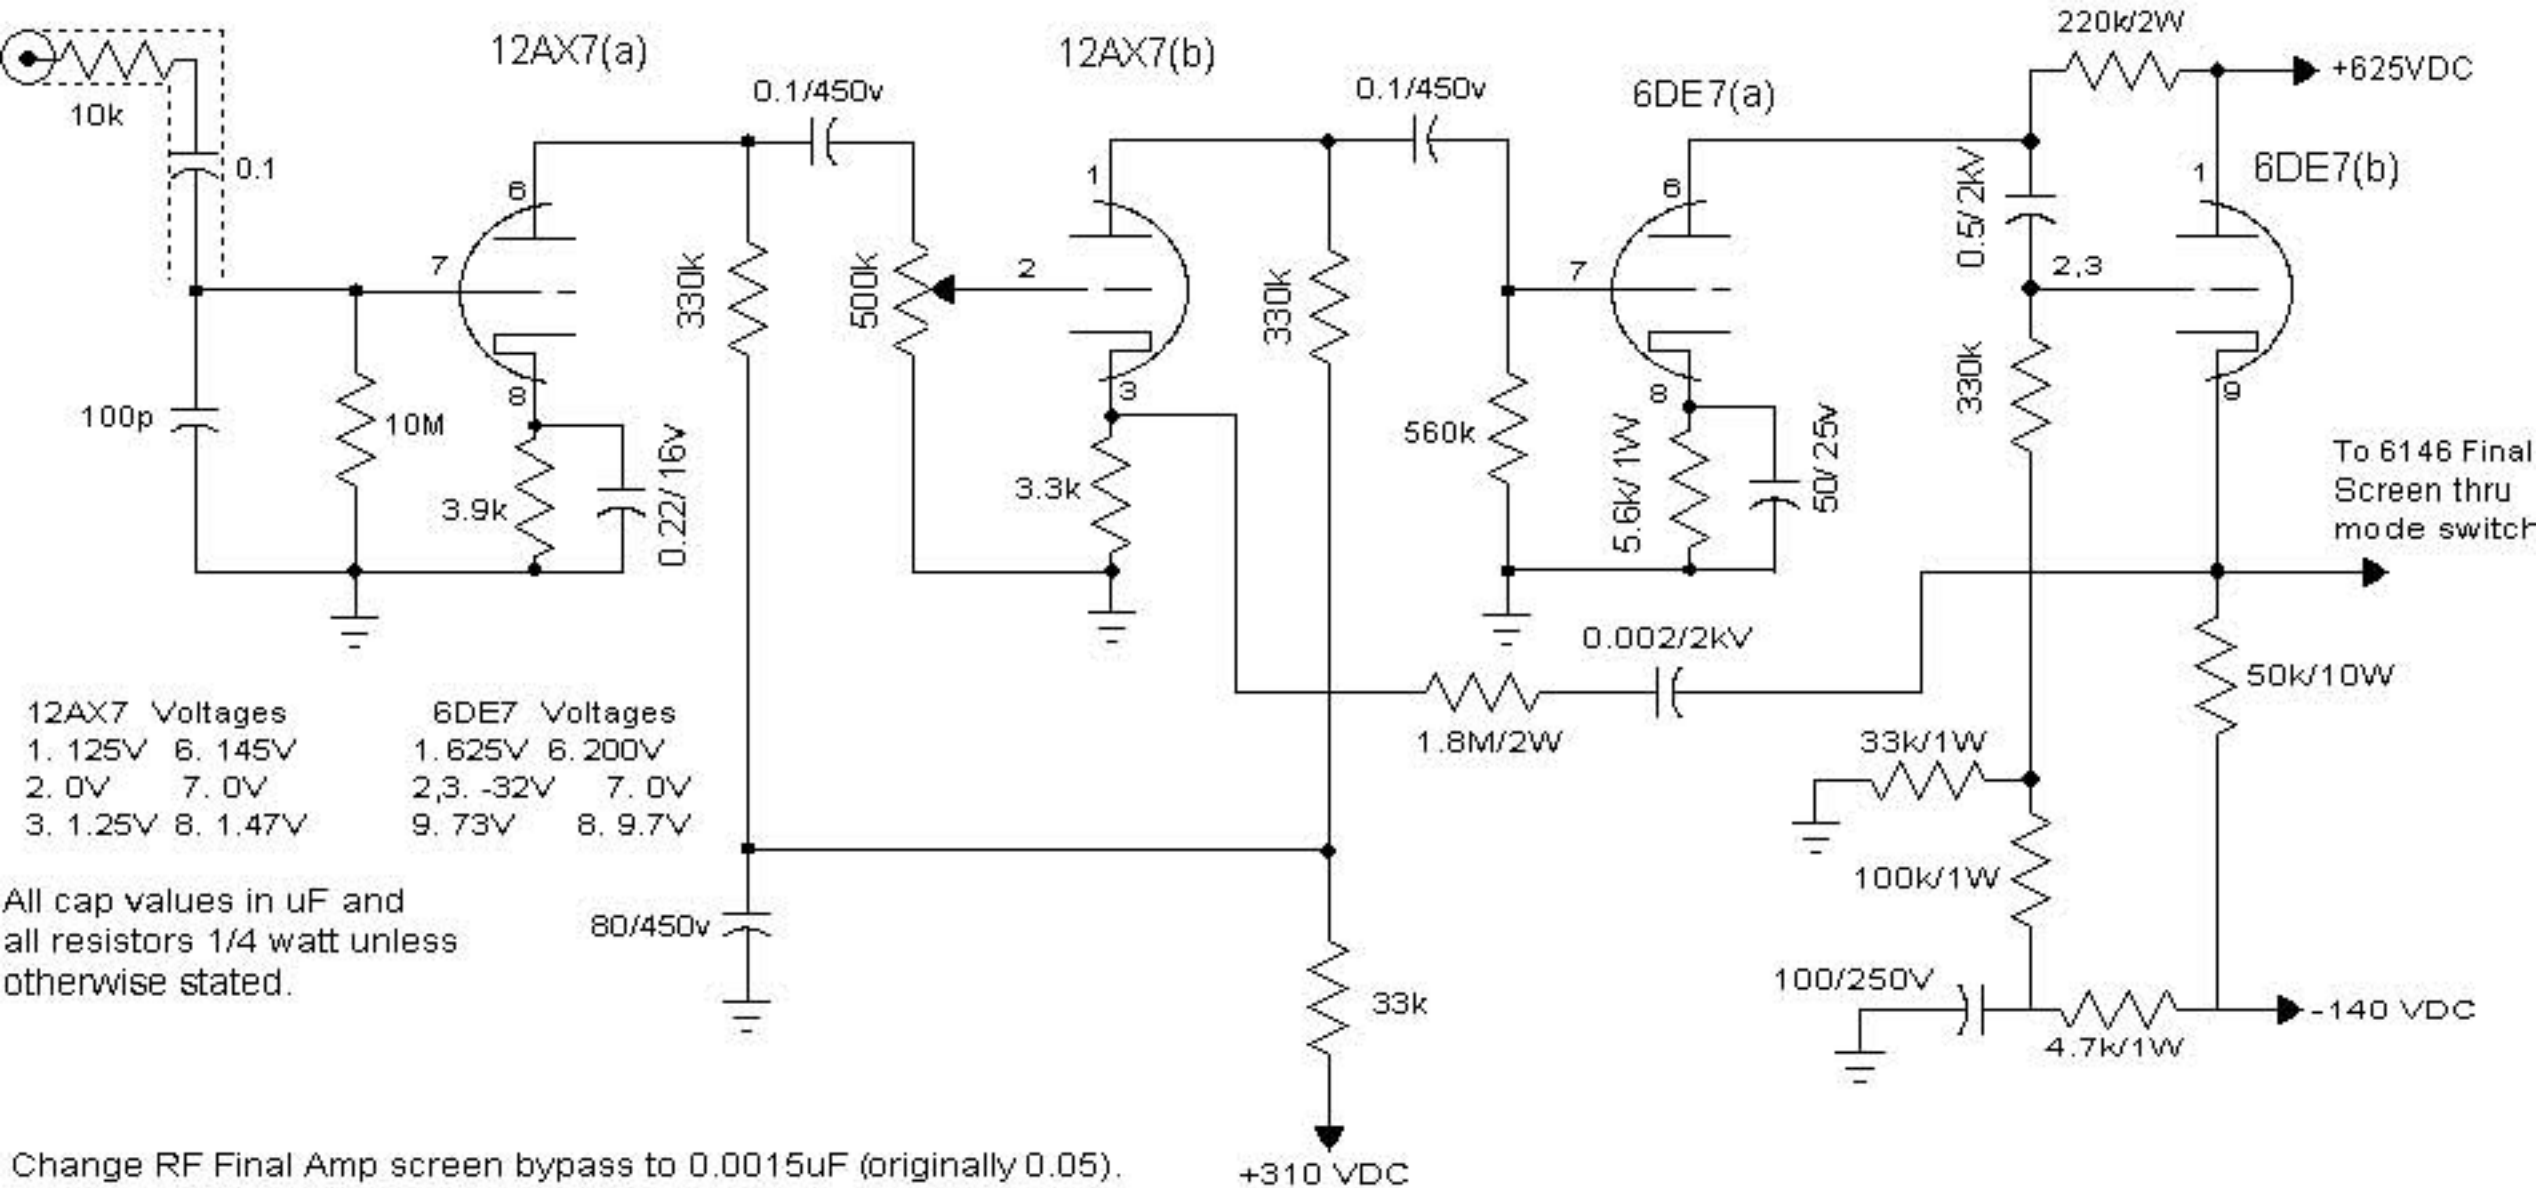 220k/2W
12AX7(a)
12AX7(b)
+625VDC
0.1/450v
0.1/450v
6DE7(a)
10k
0.1
6
1
6
0.5/2kV
1
6DE7(b)
7
330k
500k
2
330k
7
2,3
8
3
8
330k
9
100p
10M
3.9k
0.22/16v
3.3k
560k
5.6k/1W
50/25v
To 6146 Final
Screen thru
mode switch
0.002/2kV
50k/10W
1.8M/2W
33k/1W
12AX7 Voltages
1. 125V 6. 145V
2. 0V 7. 0V
3. 1.25V 8. 1.47V
6DE7 Voltages
1.625V 6.200V
2,3. -32V 7. 0V
9. 73V 8. 9.7V
100k/1W
All cap values in uF and
all resistors 1/4 watt unless
otherwise stated.
80/450v
100/250V
33k
-140 VDC
4.7k/1W
Change RF Final Amp screen bypass to 0.0015uF (originally 0.05).
+310 VDC